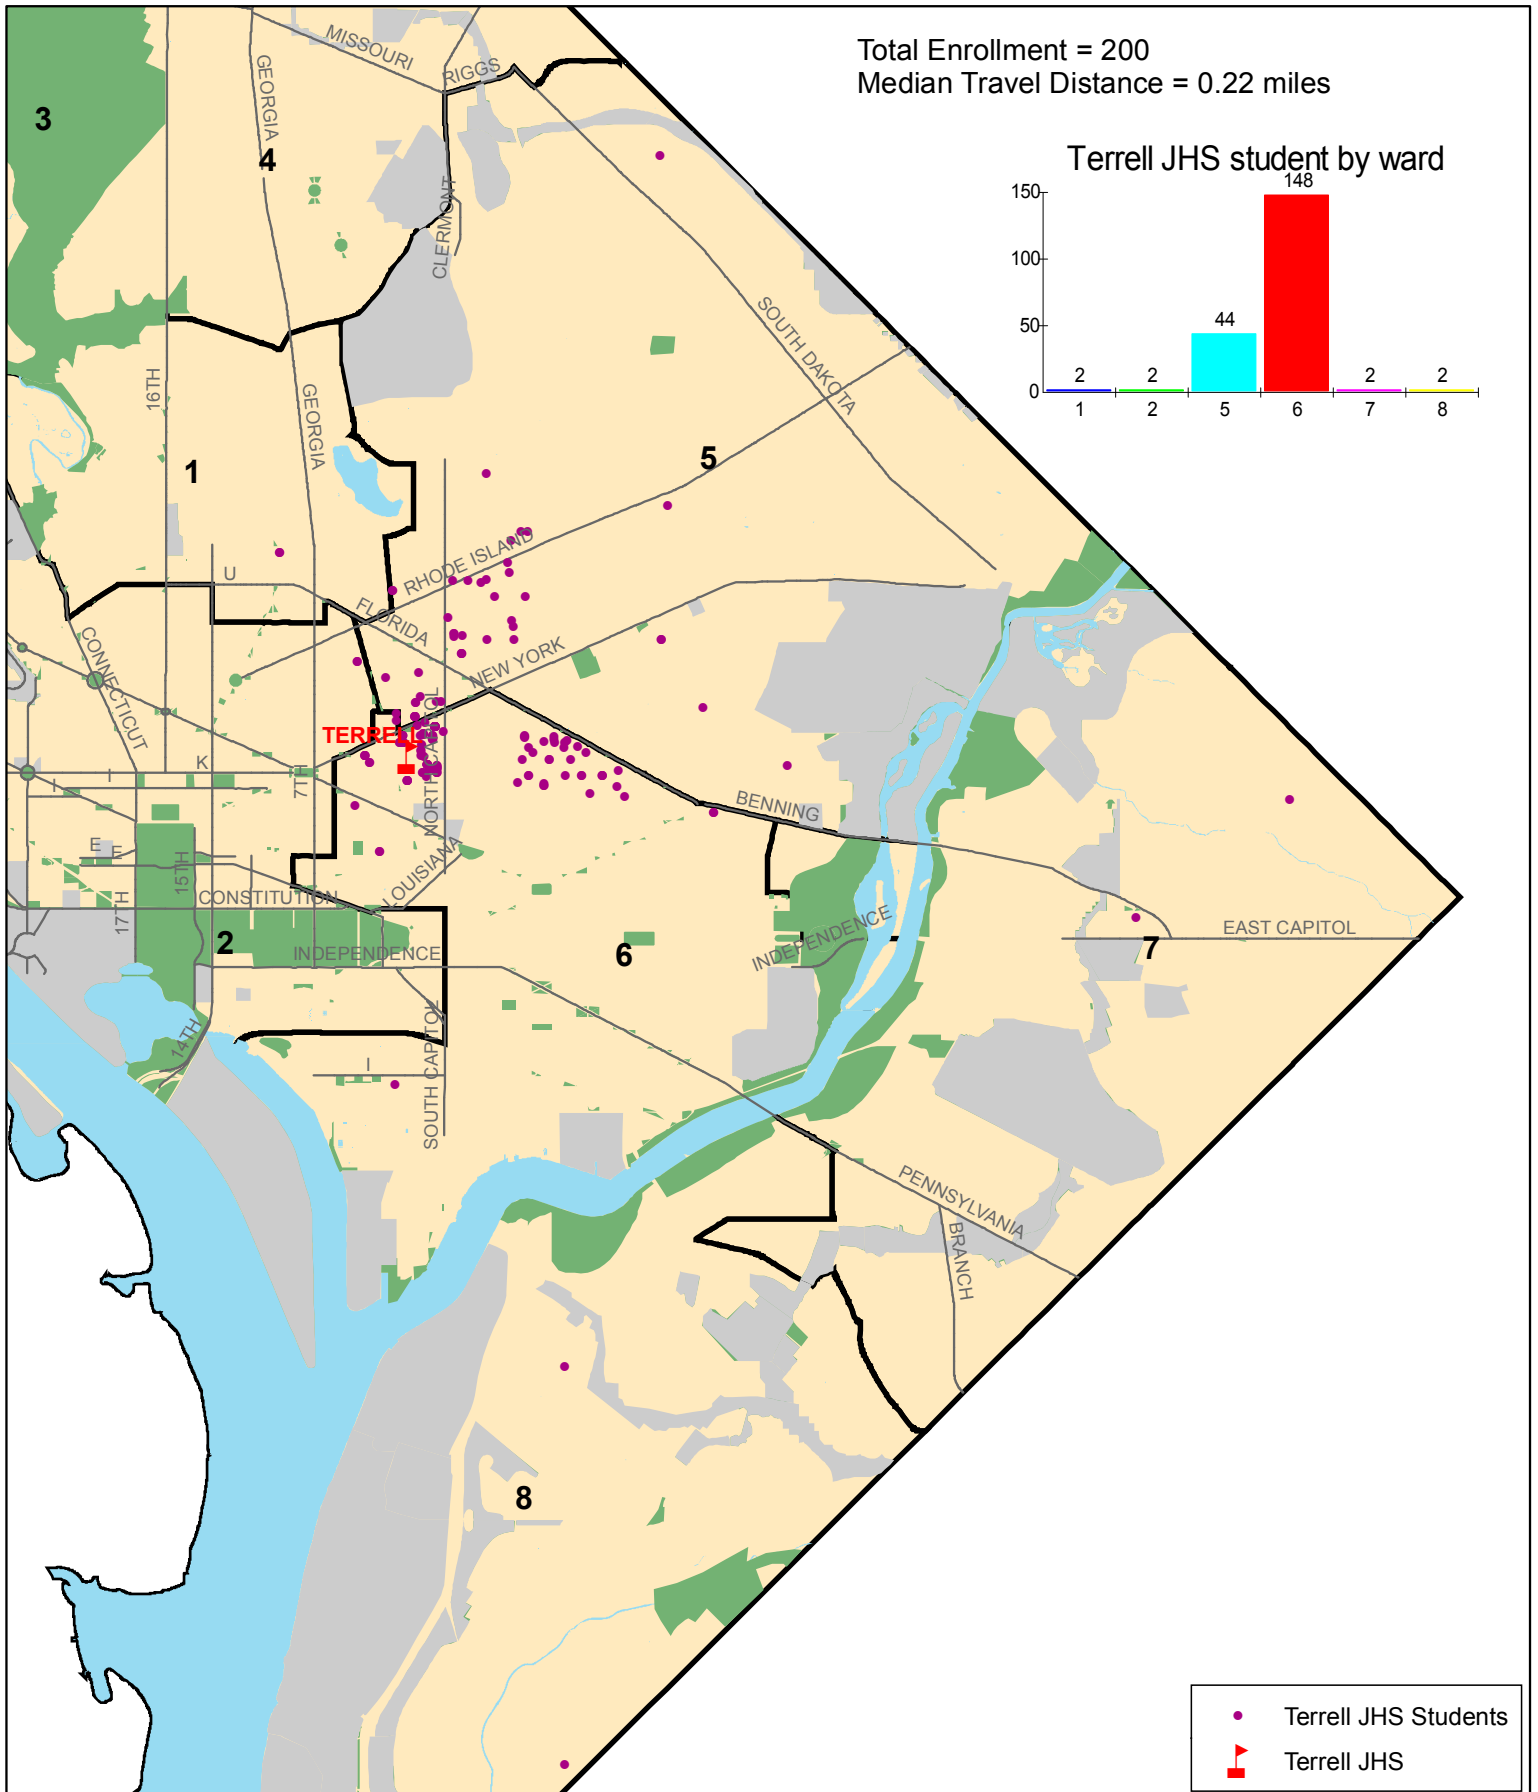 Total Enrollment = 200
Median Travel Distance = 0.22 miles
Terrell JHS student by ward
150
100
50
0
2
2
44
148
2
2
1
2
5
6
7
8
MISSOURI
RIGGS
GEORGIA
3
4
CLERMONT
SOUTH DAKOTA
16TH
GEORGIA
1
5
U
RHODE ISLAND
FLORIDA
CONNECTICUT
NEW YORK
TERRELL
NORTH CAPITOL
K
I
I
7TH
BENNING
E
E
15TH
LOUISIANA
17TH
CONSTITUTION
2
INDEPENDENCE
6
INDEPENDENCE
EAST CAPITOL
7
14TH
I
SOUTH CAPITOL
PENNSYLVANIA
BRANCH
8
Terrell JHS Students
Terrell JHS